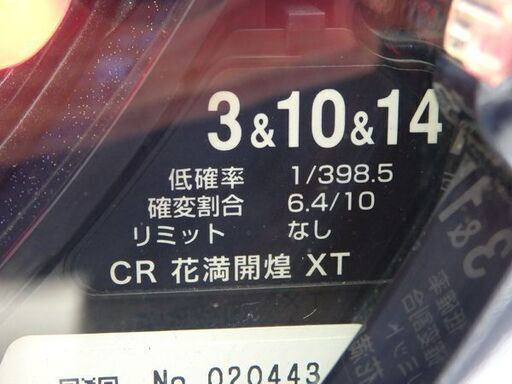 3&10&14
低確率 1/398.5
確変割合 6.4/10
リミット なし
CR 花満開煌 XT
No. 020443